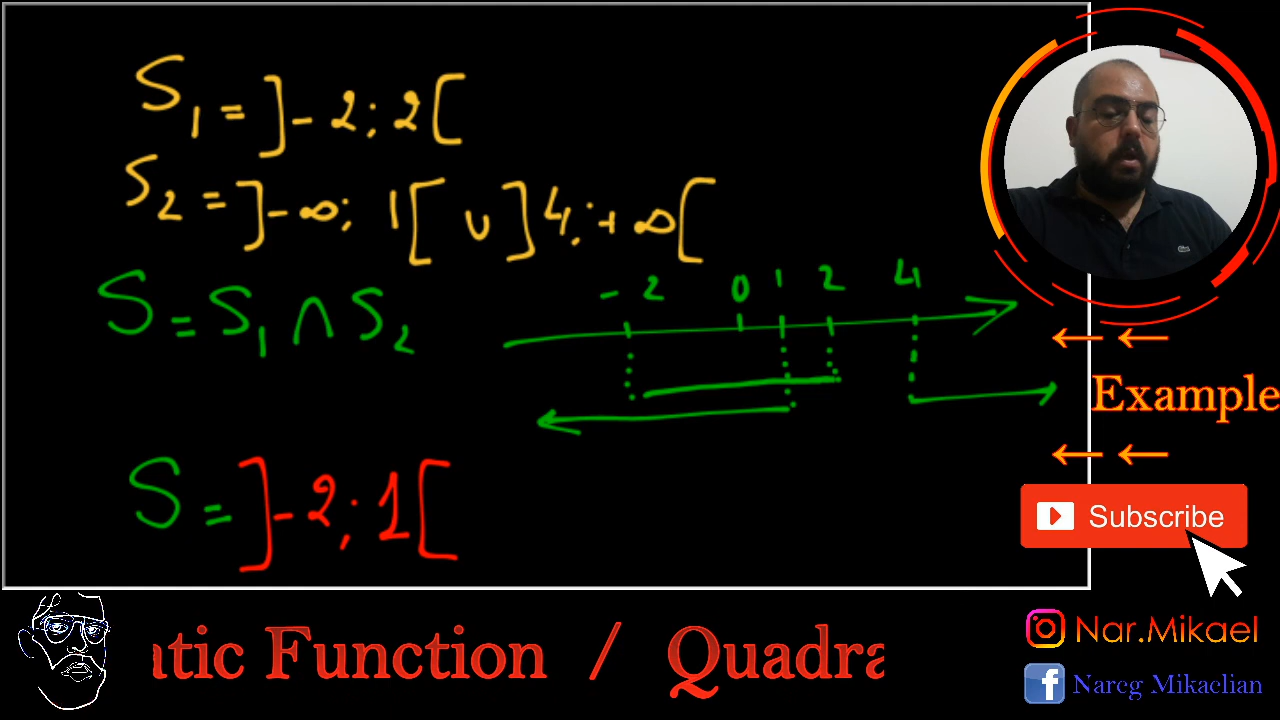 S₁ = ]-2; 2[
S₂ = ]-∞; 1[ ∪ ]4; +∞[
S = S₁ ∩ S₂
-2 0 1 2 4
S = ]-2; 1[
Example
Subscribe
atic Function / Quadra
Nar.Mikael
Nareg Mikaelian